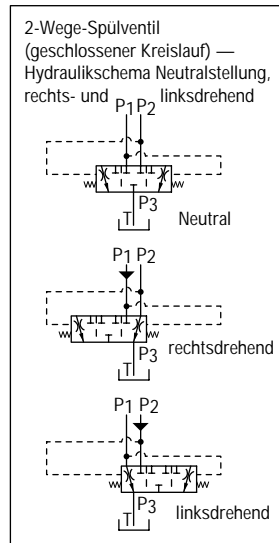 2-Wege-Spülventil
(geschlossener Kreislauf) —
Hydraulikschema Neutralstellung,
rechts- und linksdrehend
P1 P2
P3
T
Neutral
P1 P2
P3
T
rechtsdrehend
P1 P2
P3
T
linksdrehend